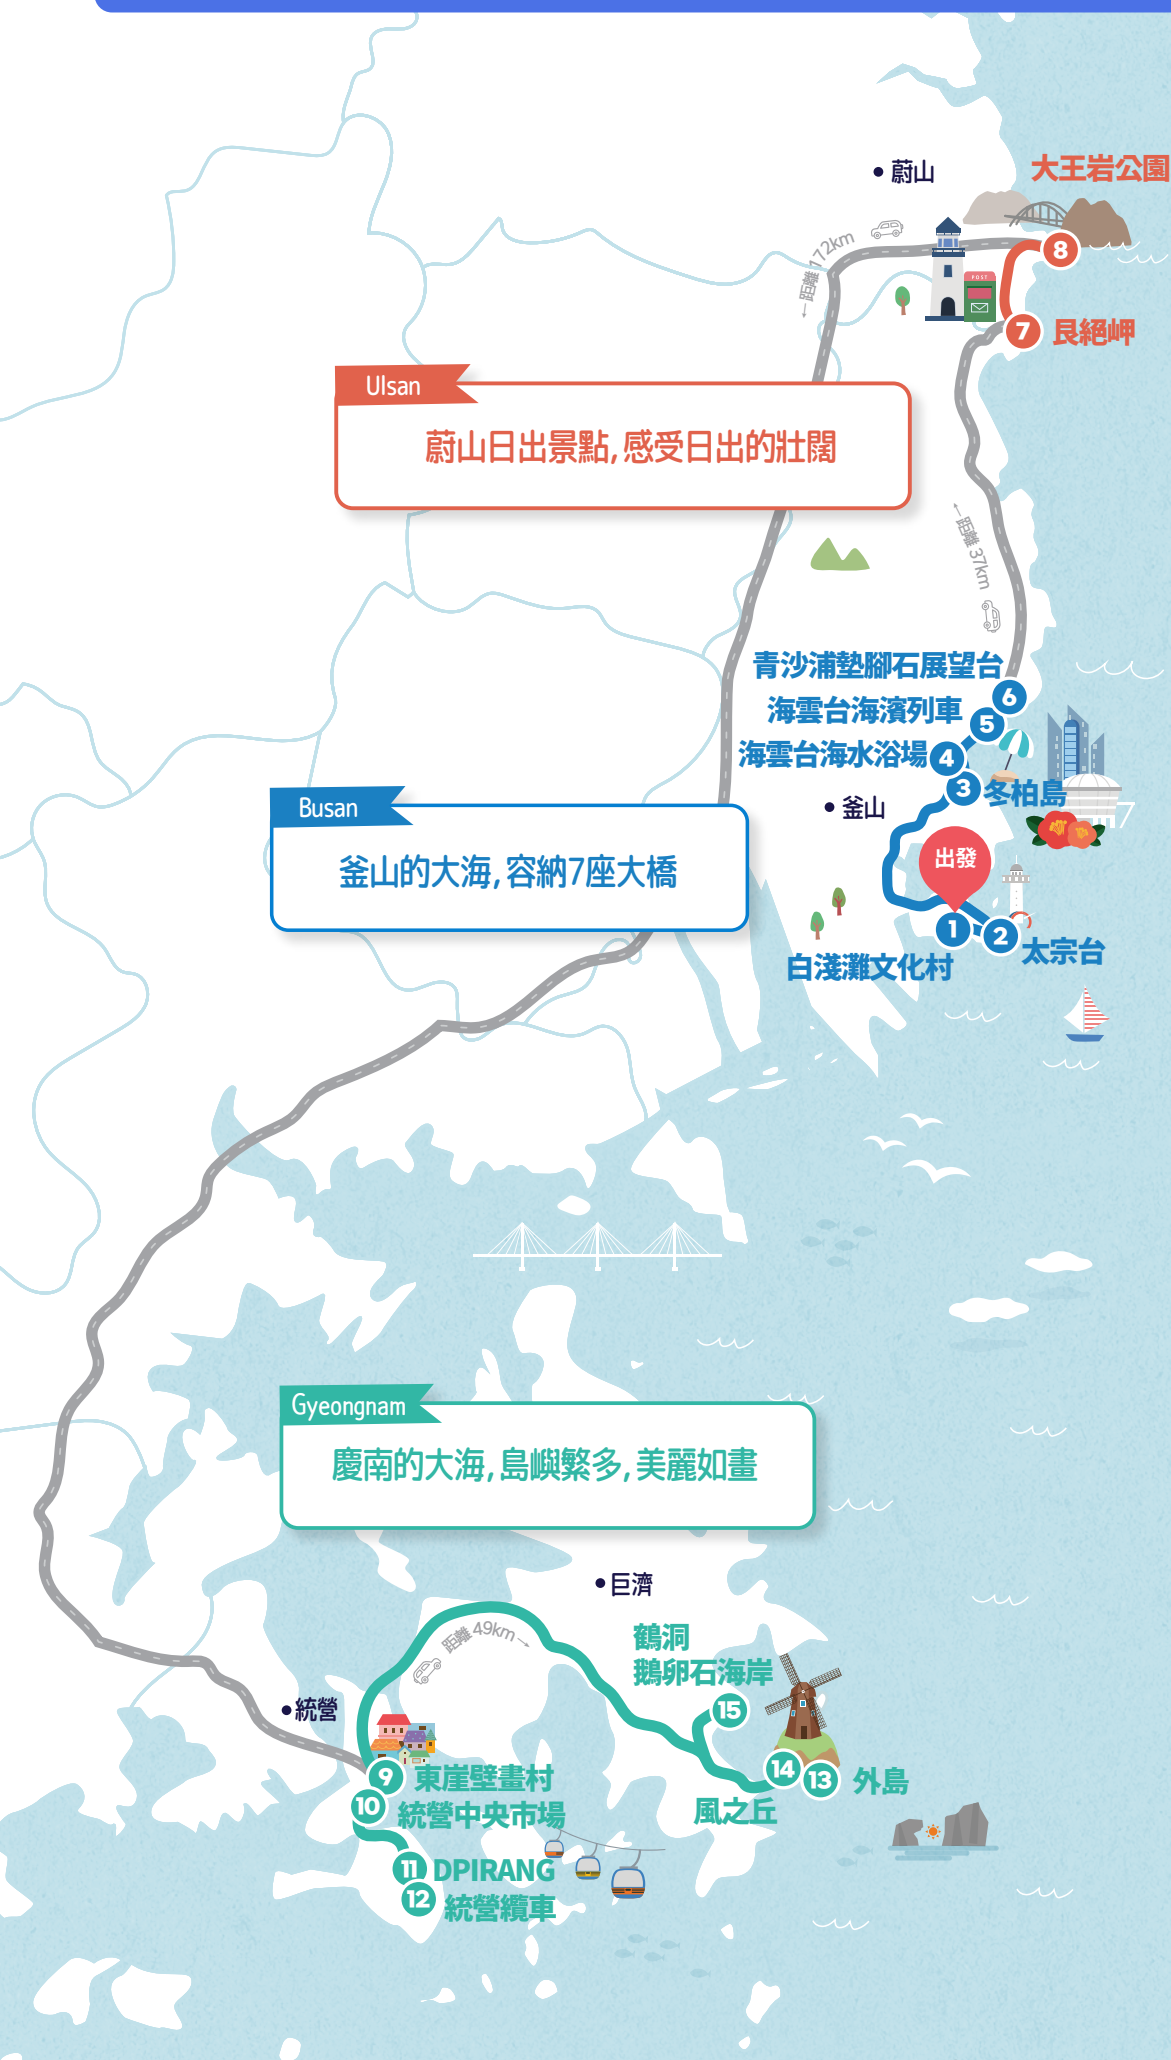 蔚山
大王岩公園
← 距離 172km
POST
8
7
艮絕岬
Ulsan
蔚山日出景點, 感受日出的壯闊
← 距離 37km
青沙浦墊腳石展望台
6
海雲台海濱列車
5
海雲台海水浴場
4
3
冬柏島
釜山
Busan
釜山的大海, 容納7座大橋
出發
1
2
太宗台
白淺灘文化村
Gyeongnam
慶南的大海, 島嶼繁多, 美麗如畫
巨濟
距離 49km →
鶴洞
鵝卵石海岸
15
統營
9
東崖壁畫村
14
13
外島
10
統營中央市場
風之丘
11
DPIRANG
12
統營纜車